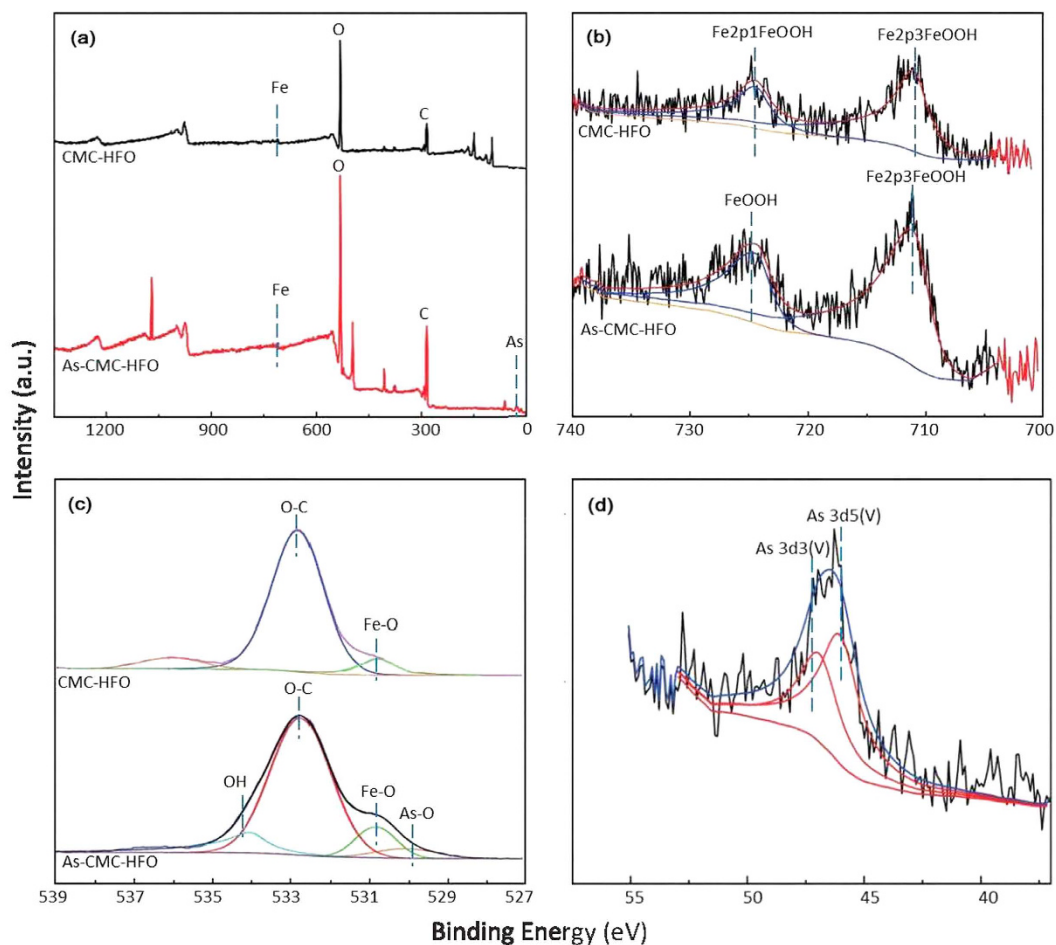 (a)
O
Fe
C
CMC-HFO
O
Fe
C
As
As-CMC-HFO
1200 900 600 300 0
(b)
Fe2p1FeOOH Fe2p3FeOOH
CMC-HFO
Fe2p3FeOOH
FeOOH
As-CMC-HFO
740 730 720 710 700
Intensity (a.u.)
(c)
O-C
Fe-O
CMC-HFO
O-C
OH
Fe-O
As-O
As-CMC-HFO
539 537 535 533 531 529 527
(d)
As 3d5(V)
As 3d3(V)
55 50 45 40
Binding Energy (eV)